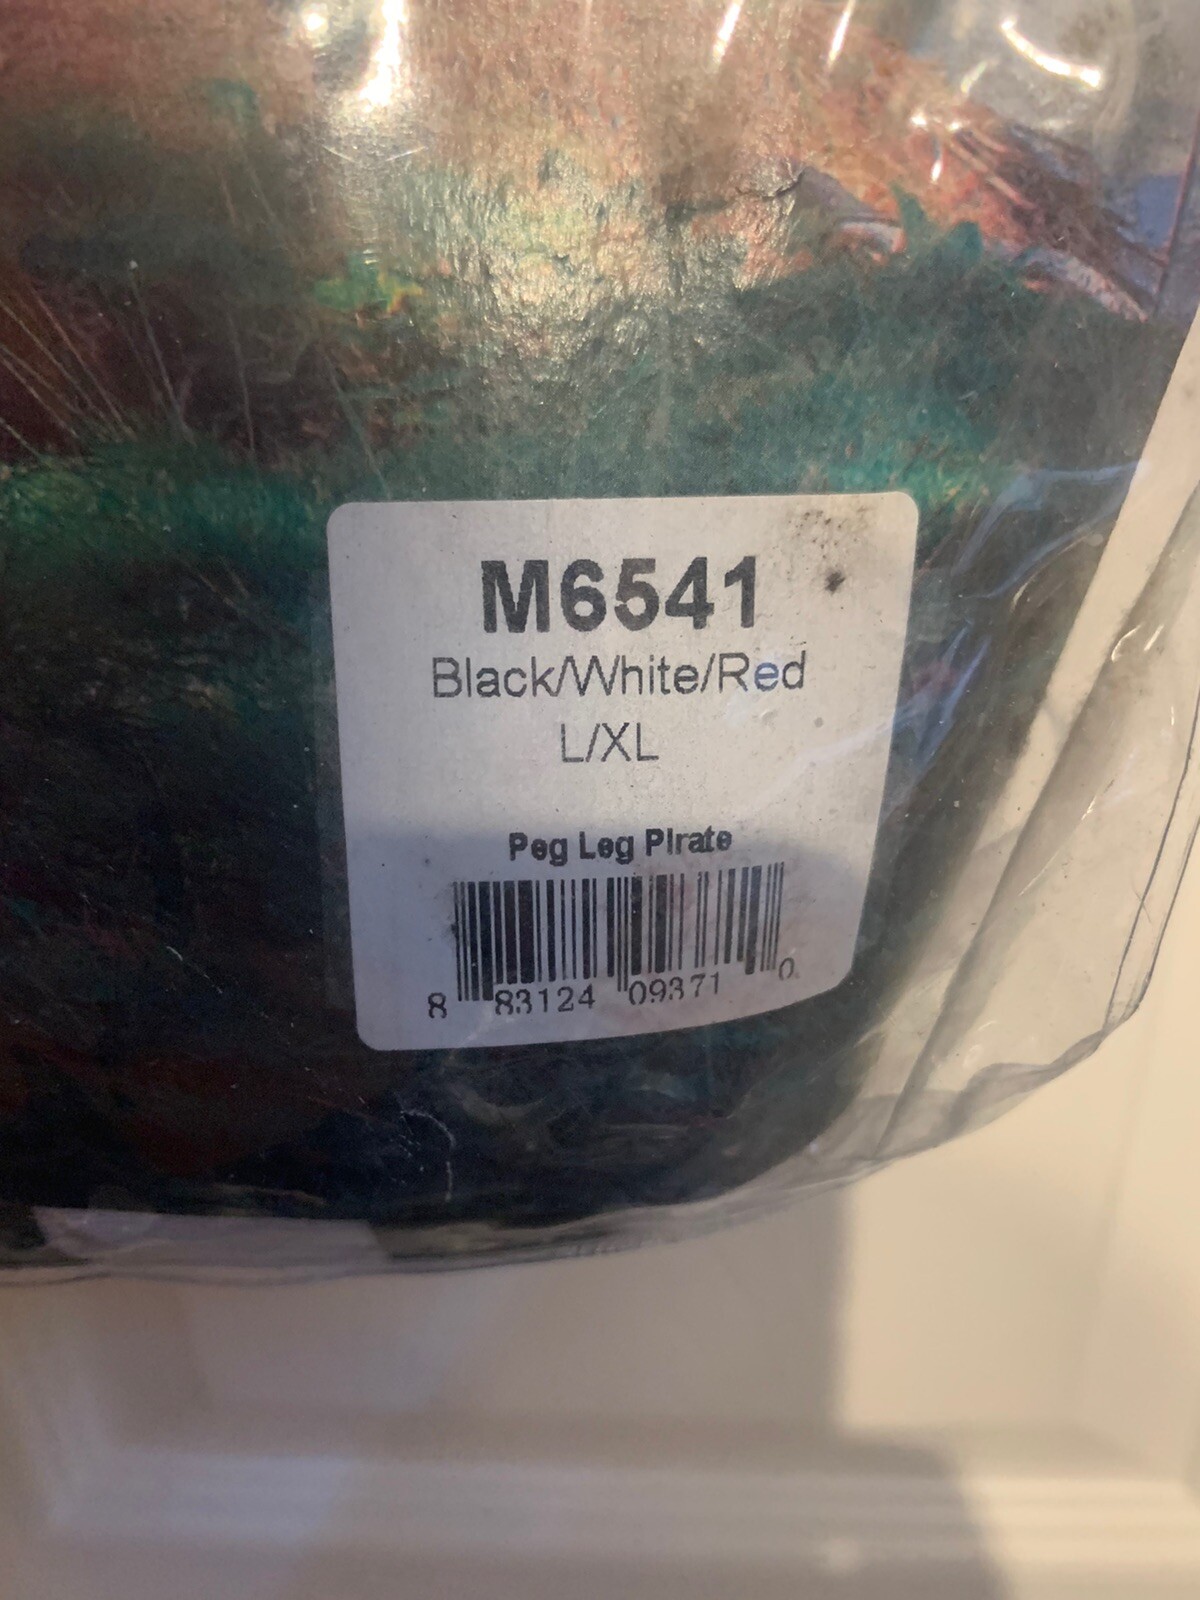 M6541
Black/White/Red
L/XL
Peg Leg Pirate
8 83124 09371 0